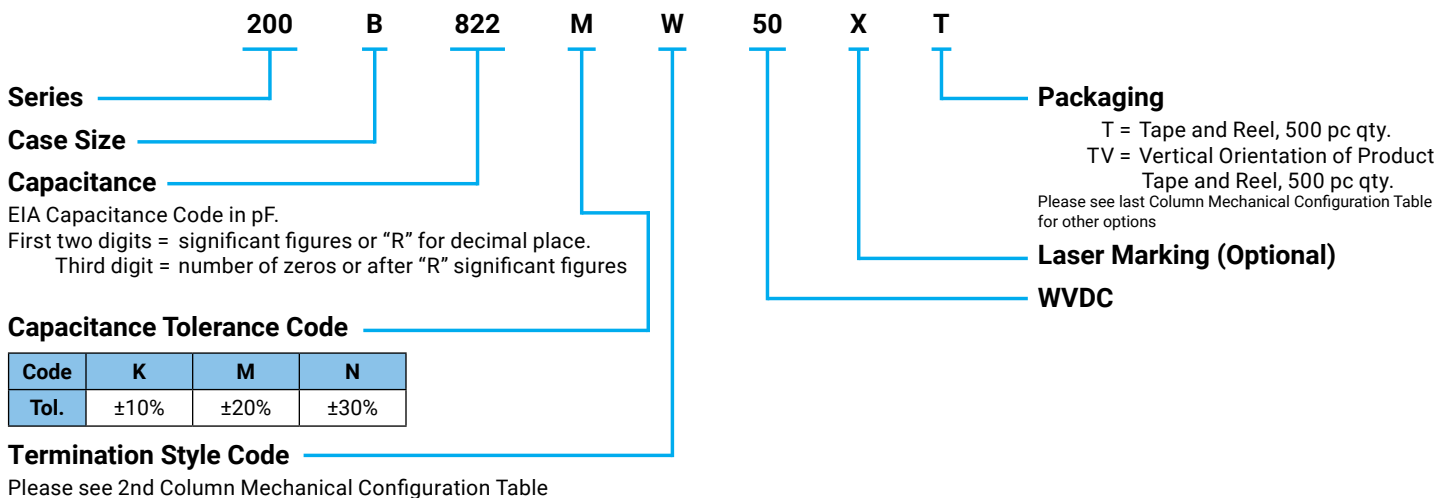 200 B 822 M W 50 X T
Series
Case Size
Capacitance
EIA Capacitance Code in pF.
First two digits = significant figures or “R” for decimal place.
Third digit = number of zeros or after “R” significant figures
Capacitance Tolerance Code
Code K M N
Tol. ±10% ±20% ±30%
Termination Style Code
Please see 2nd Column Mechanical Configuration Table
Packaging
T = Tape and Reel, 500 pc qty.
TV = Vertical Orientation of Product
Tape and Reel, 500 pc qty.
Please see last Column Mechanical Configuration Table
for other options
Laser Marking (Optional)
WVDC